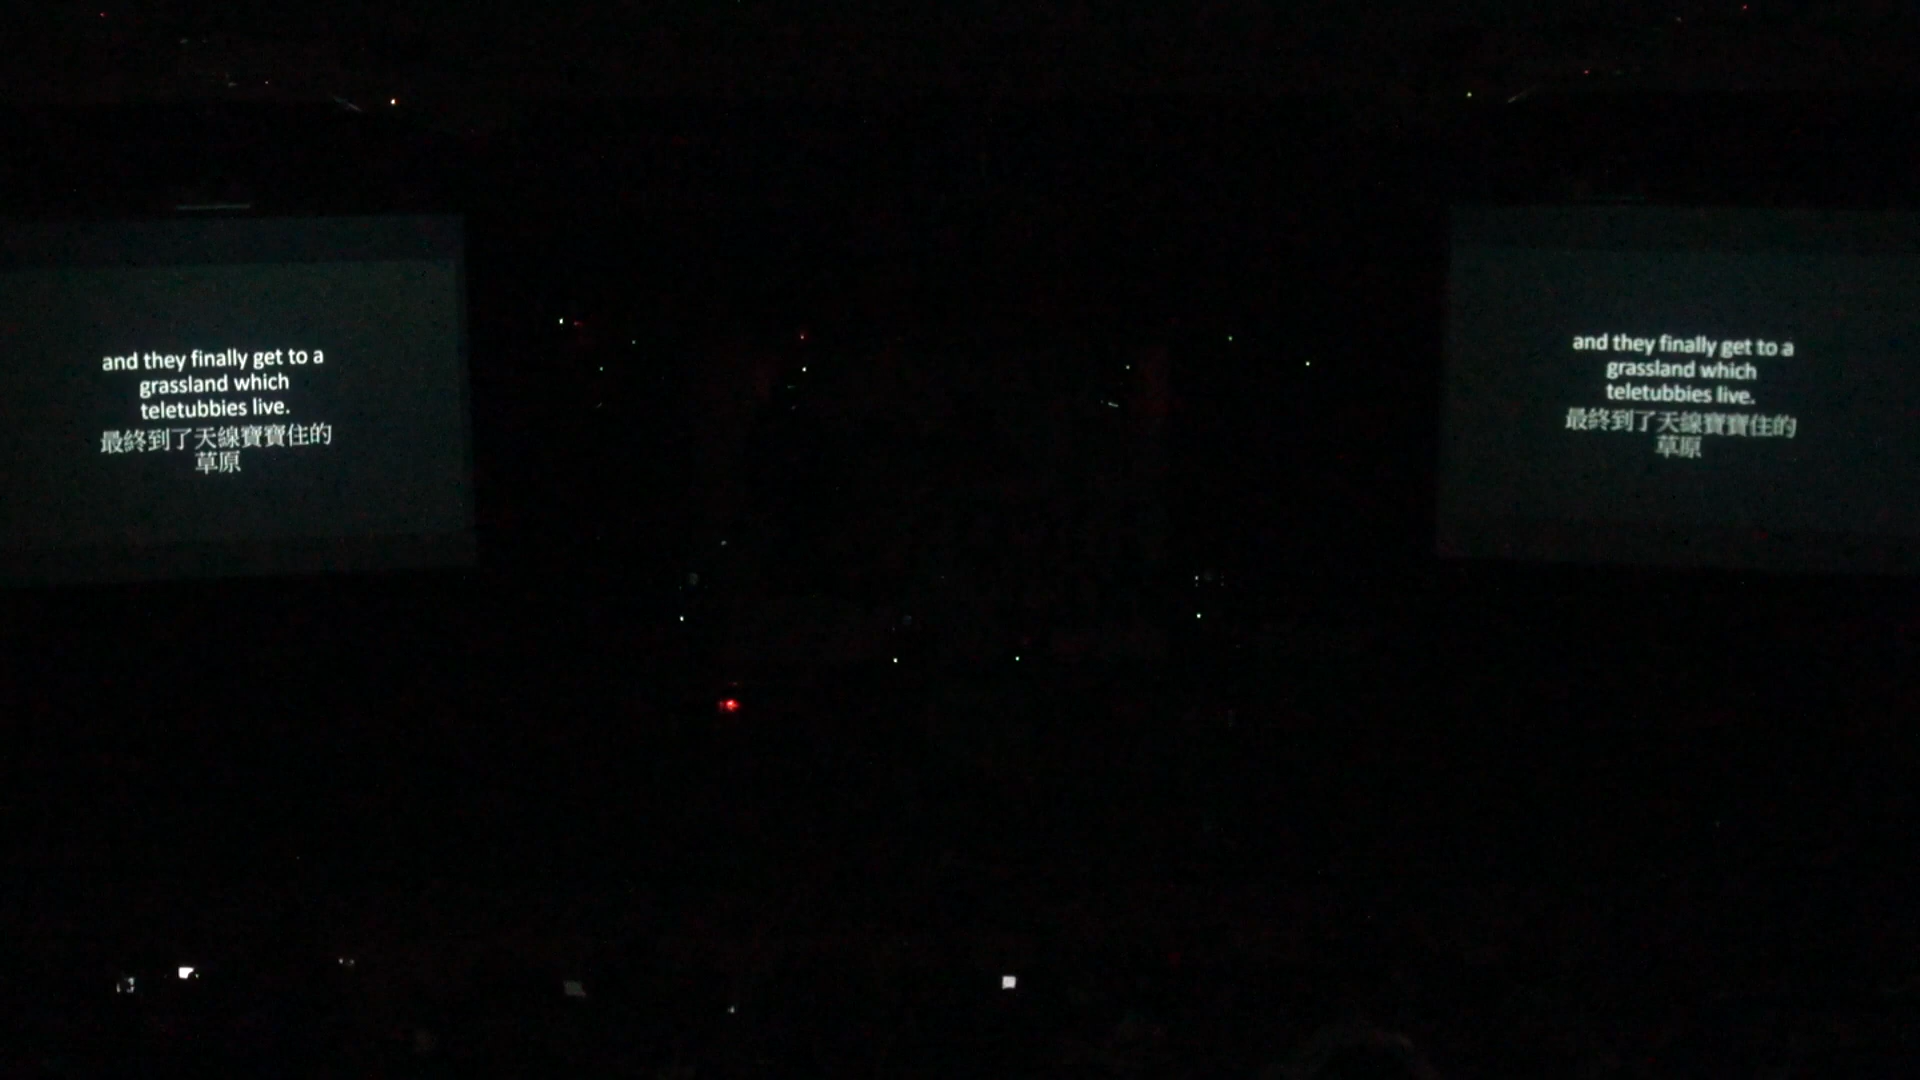 and they finally get to a
grassland which
teletubbies live.
最終到了天線寶寶住的
草原
and they finally get to a
grassland which
teletubbies live.
最終到了天線寶寶住的
草原